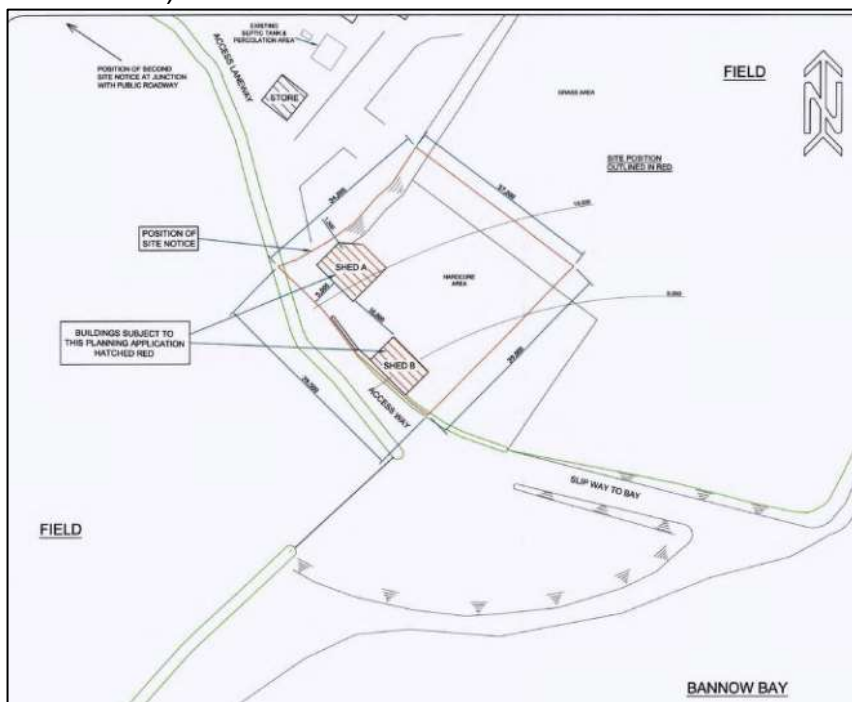 EXISTING
SEPTIC TANK &
PERCOLATION AREA
ACCESS LANEWAY
POSITION OF SECOND
SITE NOTICE AT JUNCTION
WITH PUBLIC ROADWAY
STORE
FIELD
GRASS AREA
SITE POSITION
OUTLINED IN RED
POSITION OF
SITE NOTICE
SHED A
HARDCORE
AREA
BUILDINGS SUBJECT TO
THIS PLANNING APPLICATION
HATCHED RED
SHED B
ACCESS WAY
SLIP WAY TO BAY
FIELD
BANNOW BAY